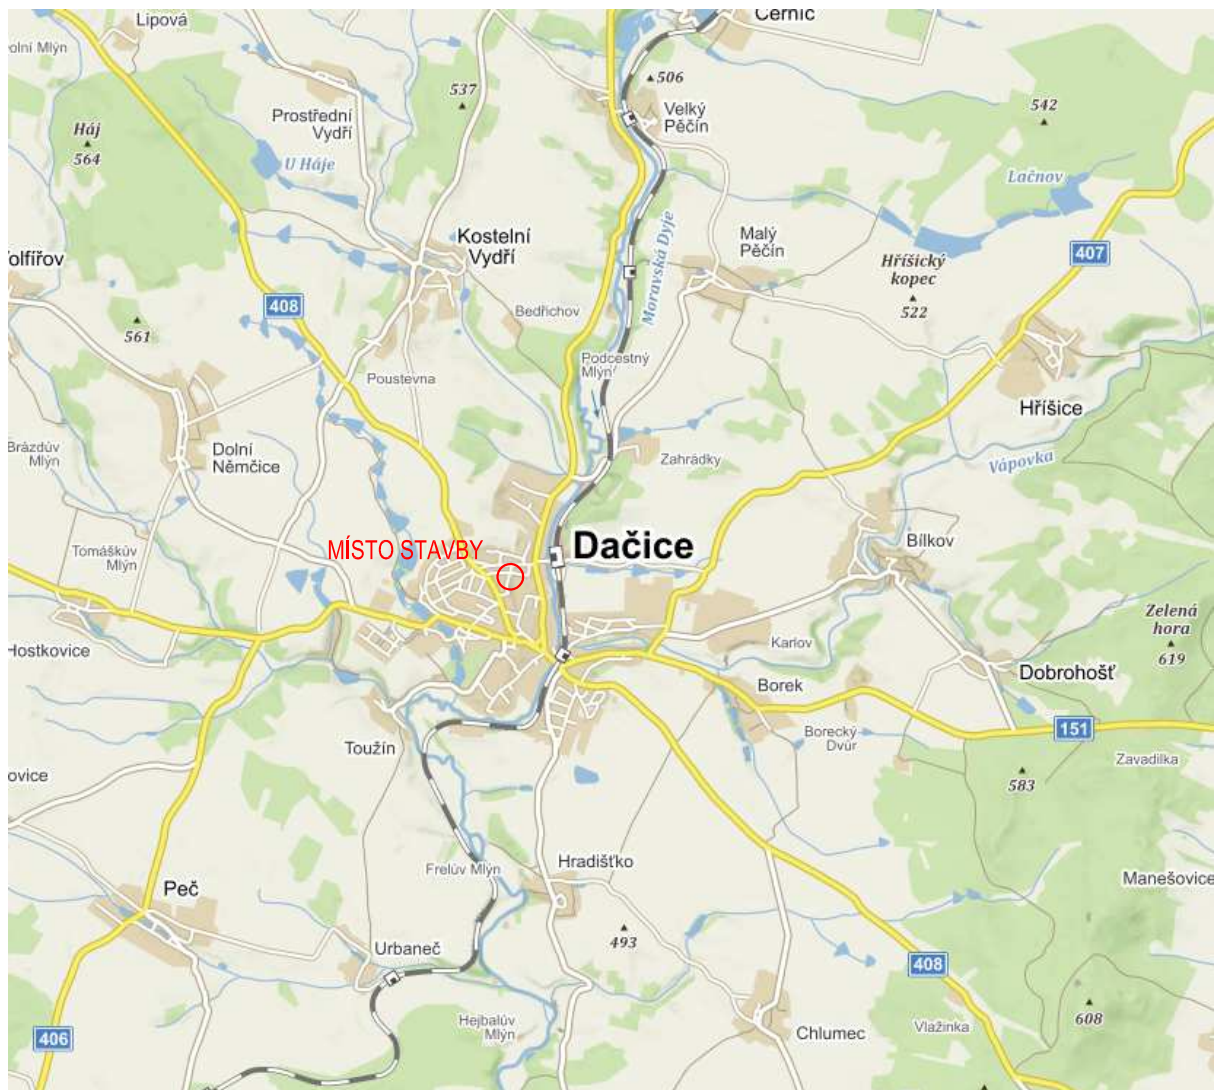 Lipová
Černíc
olní Mlýn
506
537
Velký
Pěčín
542
Prostřední
Vydří
Háj
564
U Háje
Lačnov
Moravská Dyje
Kostelní
Vydří
Malý
Pěčín
407
olfířov
Hříšický
kopec
522
408
Bedřichov
561
Podcestný
Mlýn
Poustevna
Hříšice
Brázdův
Mlýn
Dolní
Němčice
Zahrádky
Vápovka
MÍSTO STAVBY
Dačice
Bílkov
Tomáškův
Mlýn
Zelená
hora
619
Hostkovice
Karlov
Dobrohošť
Borek
Toužín
Borecký
Dvůr
151
Zavadilka
ovice
583
Frelův Mlýn
Hradišťko
Peč
Manešovice
493
Urbaneč
408
Hejbalův
Mlýn
Chlumec
Vlažinka
608
406